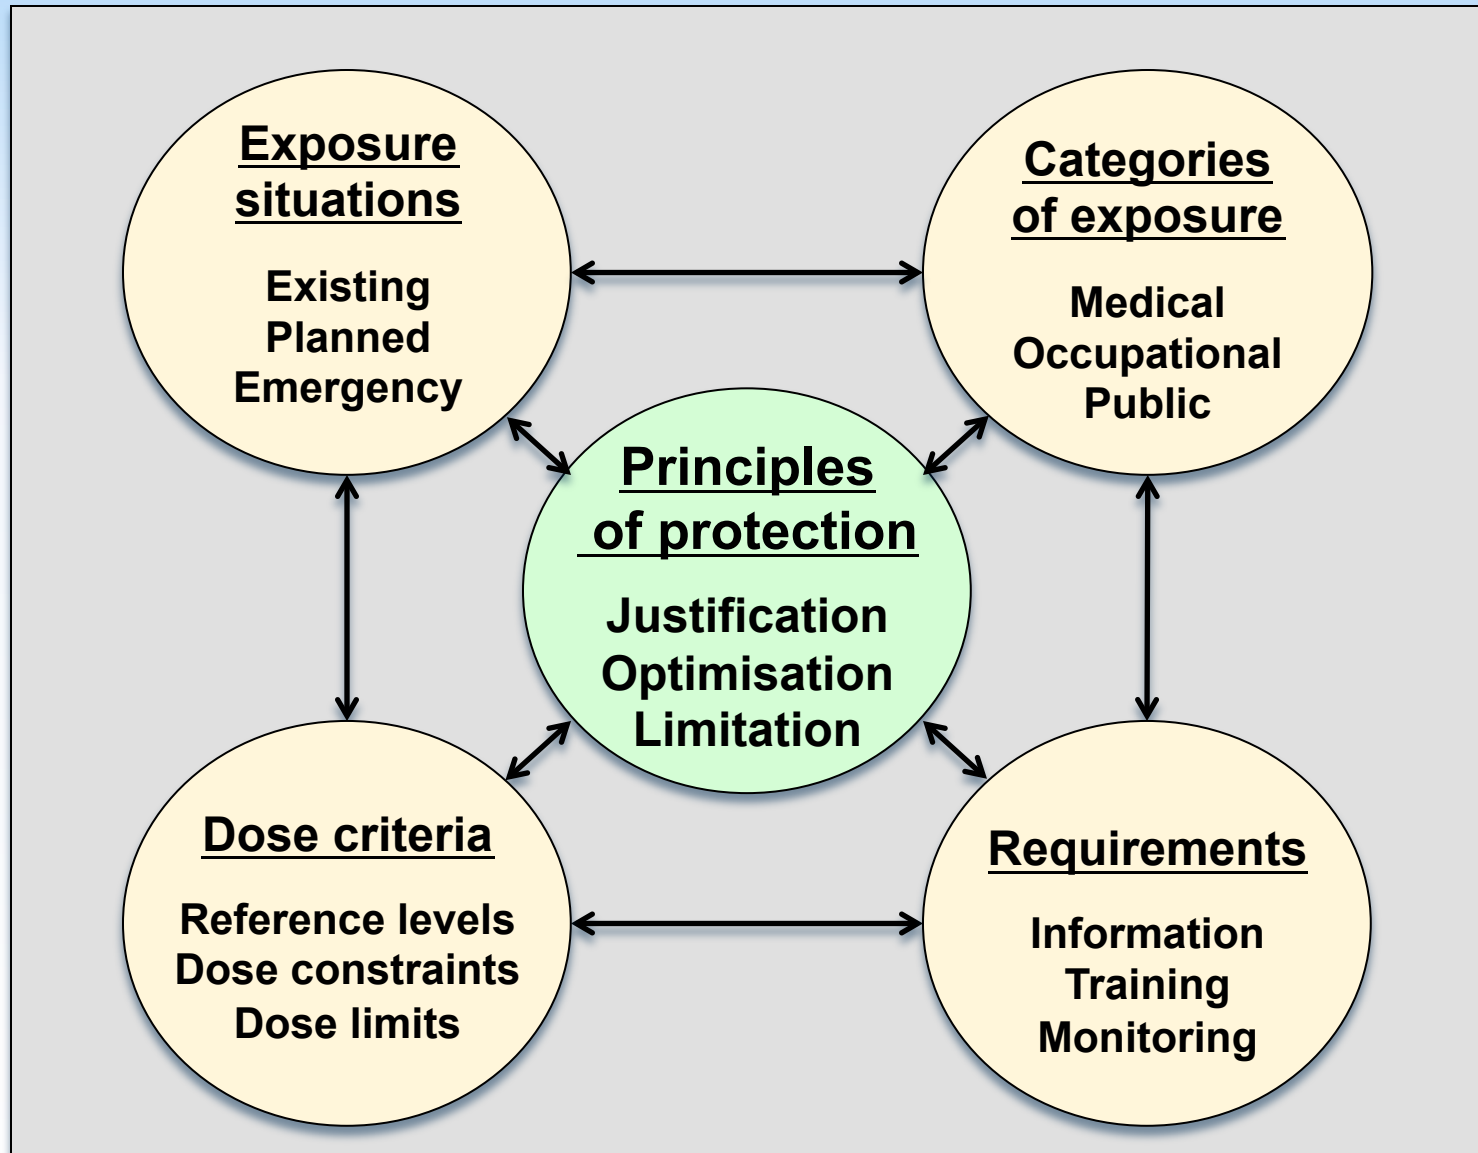 Exposure
situations
Existing
Planned
Emergency
Categories
of exposure
Medical
Occupational
Public
Principles
of protection
Justification
Optimisation
Limitation
Dose criteria
Reference levels
Dose constraints
Dose limits
Requirements
Information
Training
Monitoring